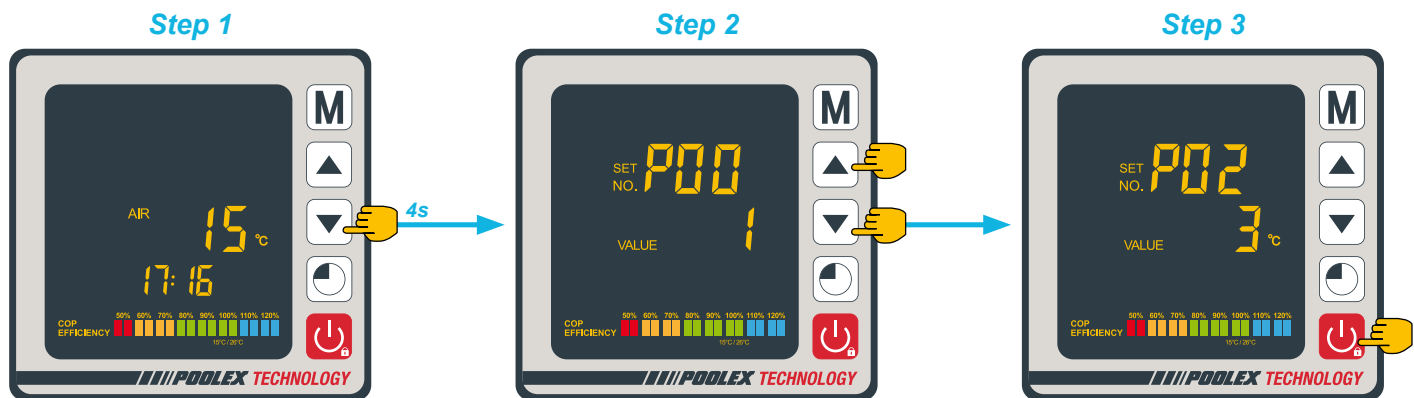 Step 1
M
AIR
15 °C
17:16
4s
50% 60% 70% 80% 90% 100% 110% 120%
COP
EFFICIENCY
15°C / 26°C
POOLEX TECHNOLOGY
Step 2
M
SET
NO. P00
VALUE 1
50% 60% 70% 80% 90% 100% 110% 120%
COP
EFFICIENCY
15°C / 26°C
POOLEX TECHNOLOGY
Step 3
M
SET
NO. P02
VALUE 3 °C
50% 60% 70% 80% 90% 100% 110% 120%
COP
EFFICIENCY
15°C / 26°C
POOLEX TECHNOLOGY